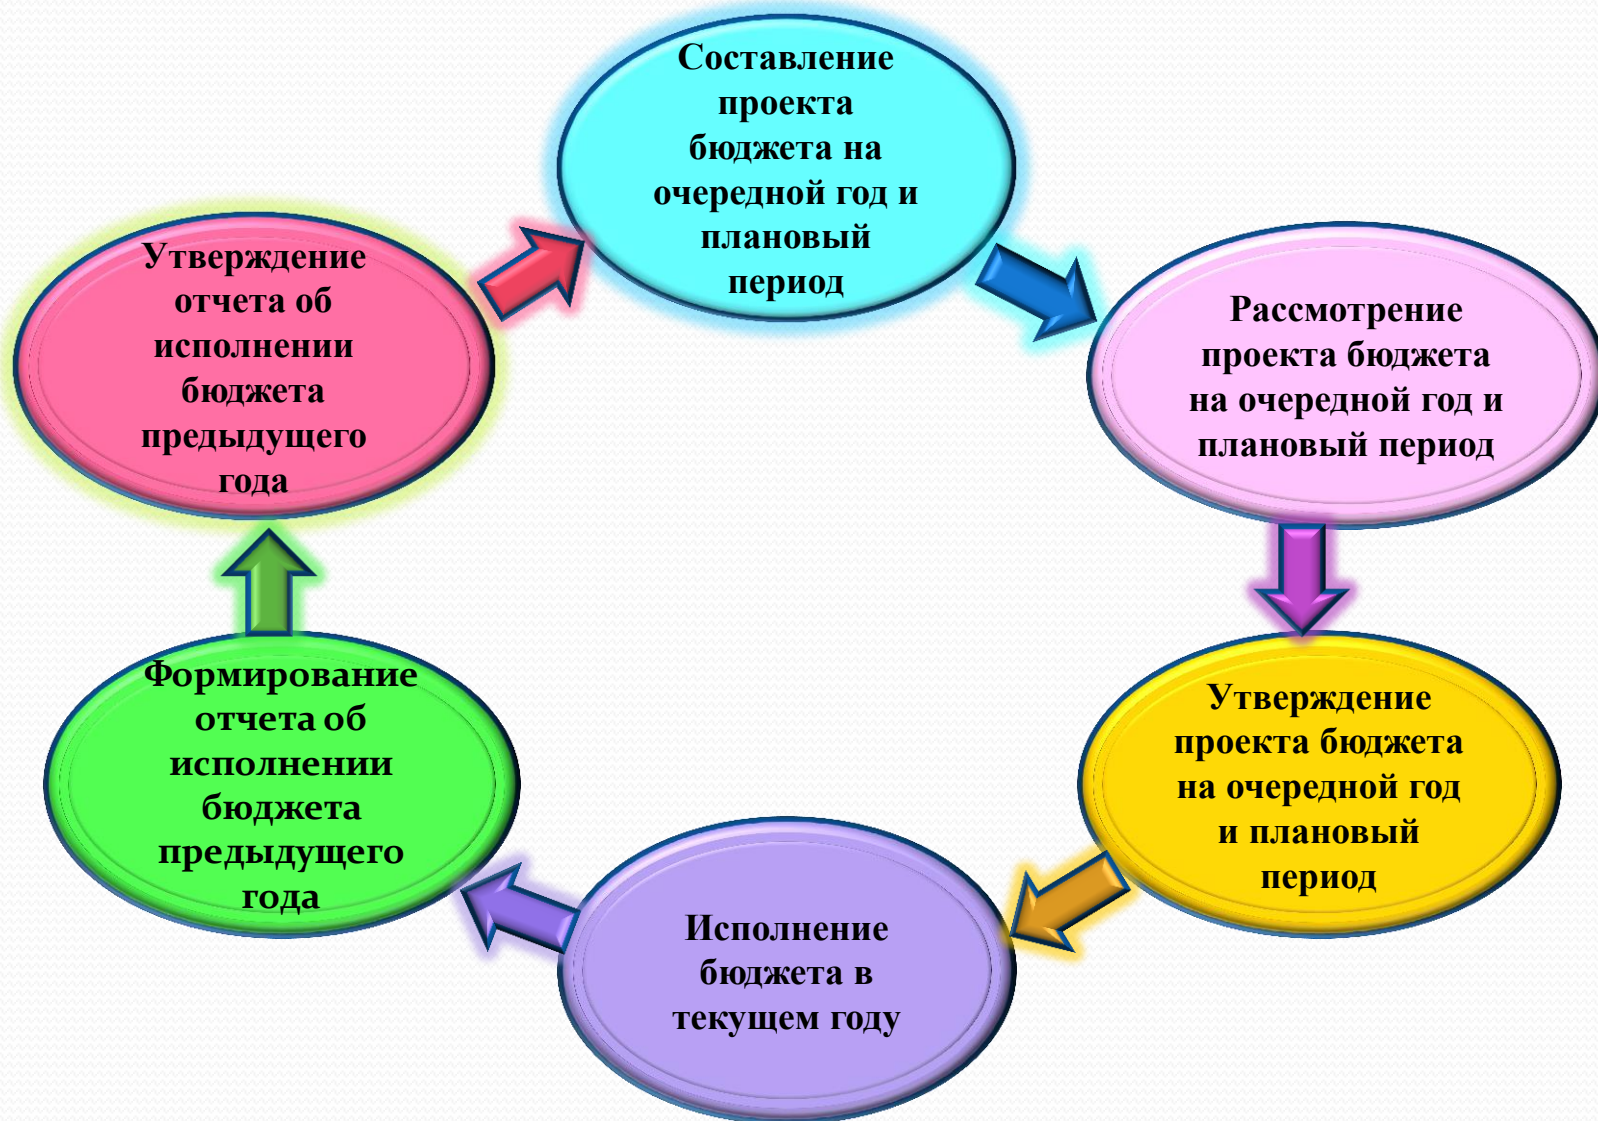 Составление
проекта
бюджета на
очередной год и
плановый
период
Рассмотрение
проекта бюджета
на очередной год и
плановый период
Утверждение
проекта бюджета
на очередной год
и плановый
период
Исполнение
бюджета в
текущем году
Формирование
отчета об
исполнении
бюджета
предыдущего
года
Утверждение
отчета об
исполнении
бюджета
предыдущего
года